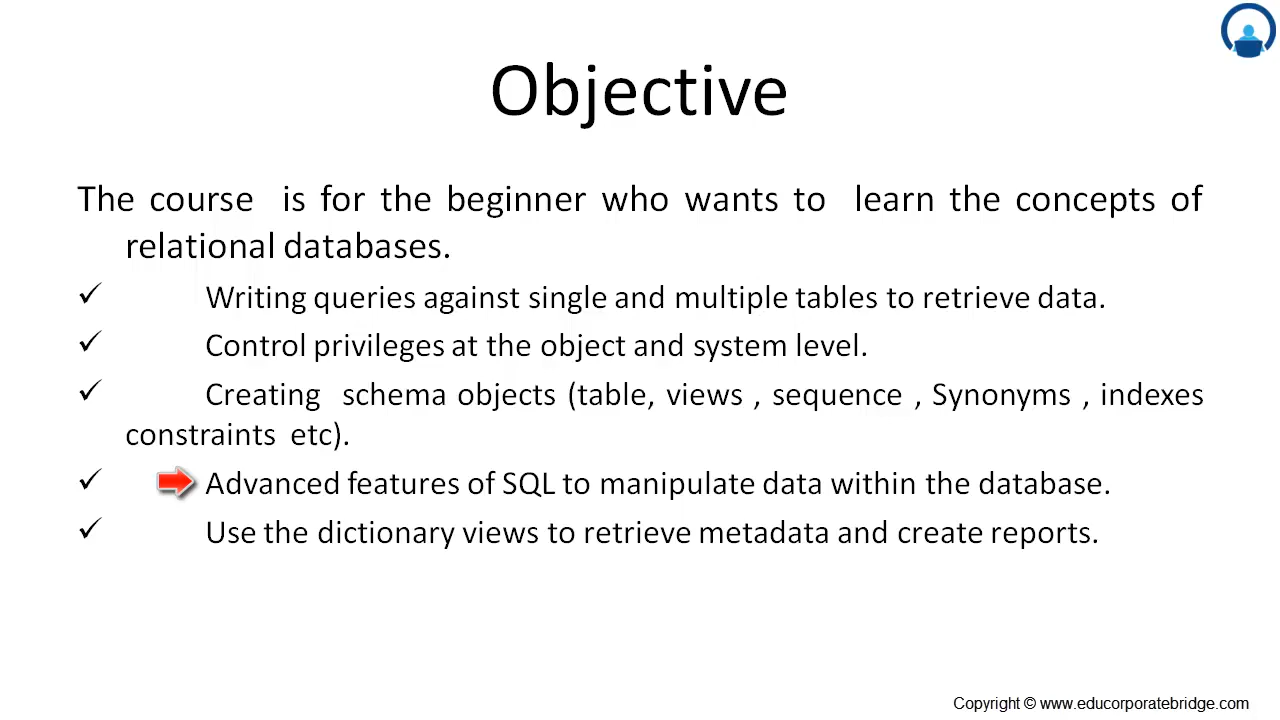 Objective
The course is for the beginner who wants to learn the concepts of
relational databases.
✓ Writing queries against single and multiple tables to retrieve data.
✓ Control privileges at the object and system level.
✓ Creating schema objects (table, views , sequence , Synonyms , indexes
constraints etc).
✓ Advanced features of SQL to manipulate data within the database.
✓ Use the dictionary views to retrieve metadata and create reports.
Copyright © www.educorporatebridge.com